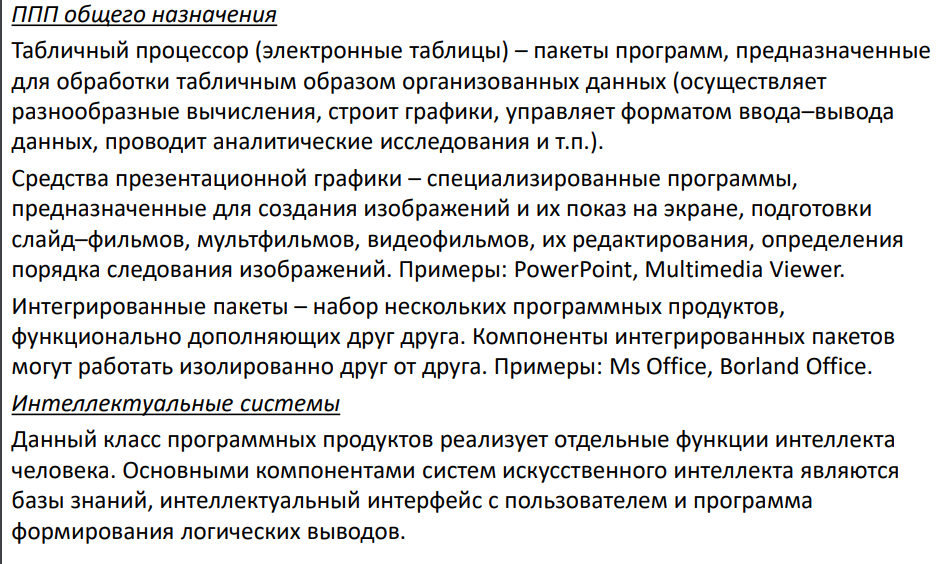 ППП общего назначения
Табличный процессор (электронные таблицы) – пакеты программ, предназначенные
для обработки табличным образом организованных данных (осуществляет
разнообразные вычисления, строит графики, управляет форматом ввода–вывода
данных, проводит аналитические исследования и т.п.).
Средства презентационной графики – специализированные программы,
предназначенные для создания изображений и их показ на экране, подготовки
слайд–фильмов, мультфильмов, видеофильмов, их редактирования, определения
порядка следования изображений. Примеры: PowerPoint, Multimedia Viewer.
Интегрированные пакеты – набор нескольких программных продуктов,
функционально дополняющих друг друга. Компоненты интегрированных пакетов
могут работать изолированно друг от друга. Примеры: Ms Office, Borland Office.
Интеллектуальные системы
Данный класс программных продуктов реализует отдельные функции интеллекта
человека. Основными компонентами систем искусственного интеллекта являются
базы знаний, интеллектуальный интерфейс с пользователем и программа
формирования логических выводов.